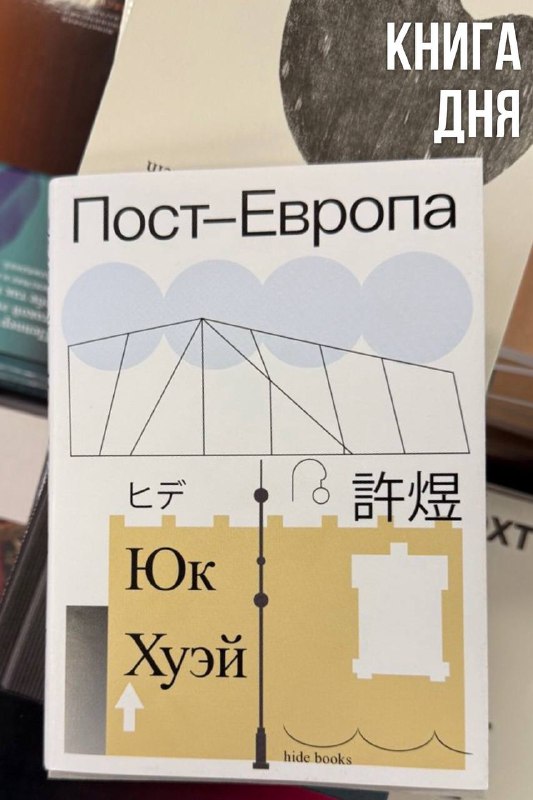 КНИГА
ДНЯ
Пост–Европа
ヒデ
許煜
Юк
Хуэй
hide books